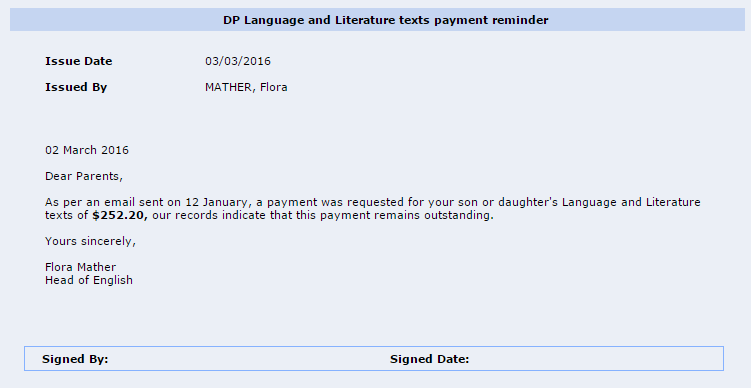 DP Language and Literature texts payment reminder
Issue Date 03/03/2016
Issued By MATHER, Flora
02 March 2016
Dear Parents,
As per an email sent on 12 January, a payment was requested for your son or daughter's Language and Literature
texts of $252.20, our records indicate that this payment remains outstanding.
Yours sincerely,
Flora Mather
Head of English
Signed By: Signed Date: